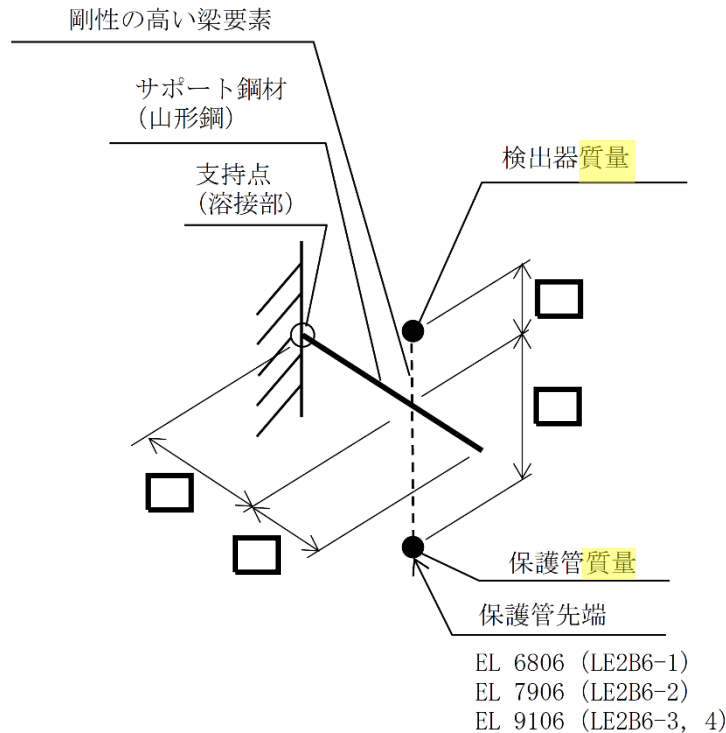 剛性の高い梁要素
サポート鋼材
(山形鋼)
支持点
(溶接部)
検出器質量
保護管質量
保護管先端
EL 6806 (LE2B6-1)
EL 7906 (LE2B6-2)
EL 9106 (LE2B6-3, 4)